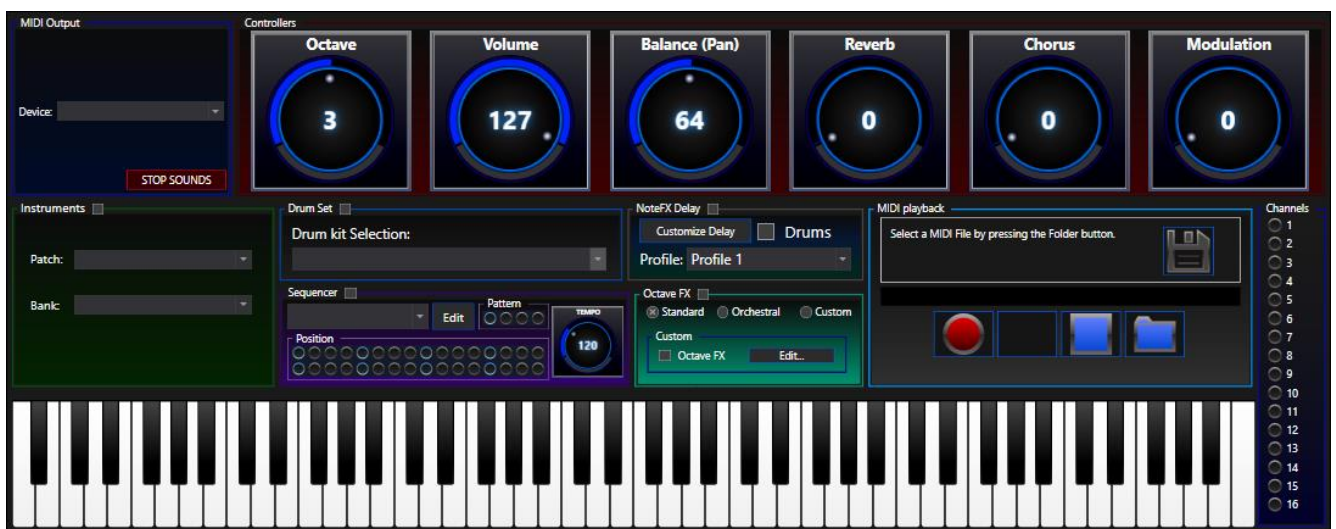 MIDI Output
Device:
STOP SOUNDS
Controllers
Octave
3
Volume
127
Balance (Pan)
64
Reverb
0
Chorus
0
Modulation
0
Instruments
Patch:
Bank:
Drum Set
Drum kit Selection:
Sequencer
Edit
Pattern
Position
TEMPO
120
NoteFX Delay
Customize Delay
Drums
Profile: Profile 1
Octave FX
Standard Orchestral Custom
Custom
Octave FX
Edit...
MIDI playback
Select a MIDI File by pressing the Folder button.
Channels
1
2
3
4
5
6
7
8
9
10
11
12
13
14
15
16